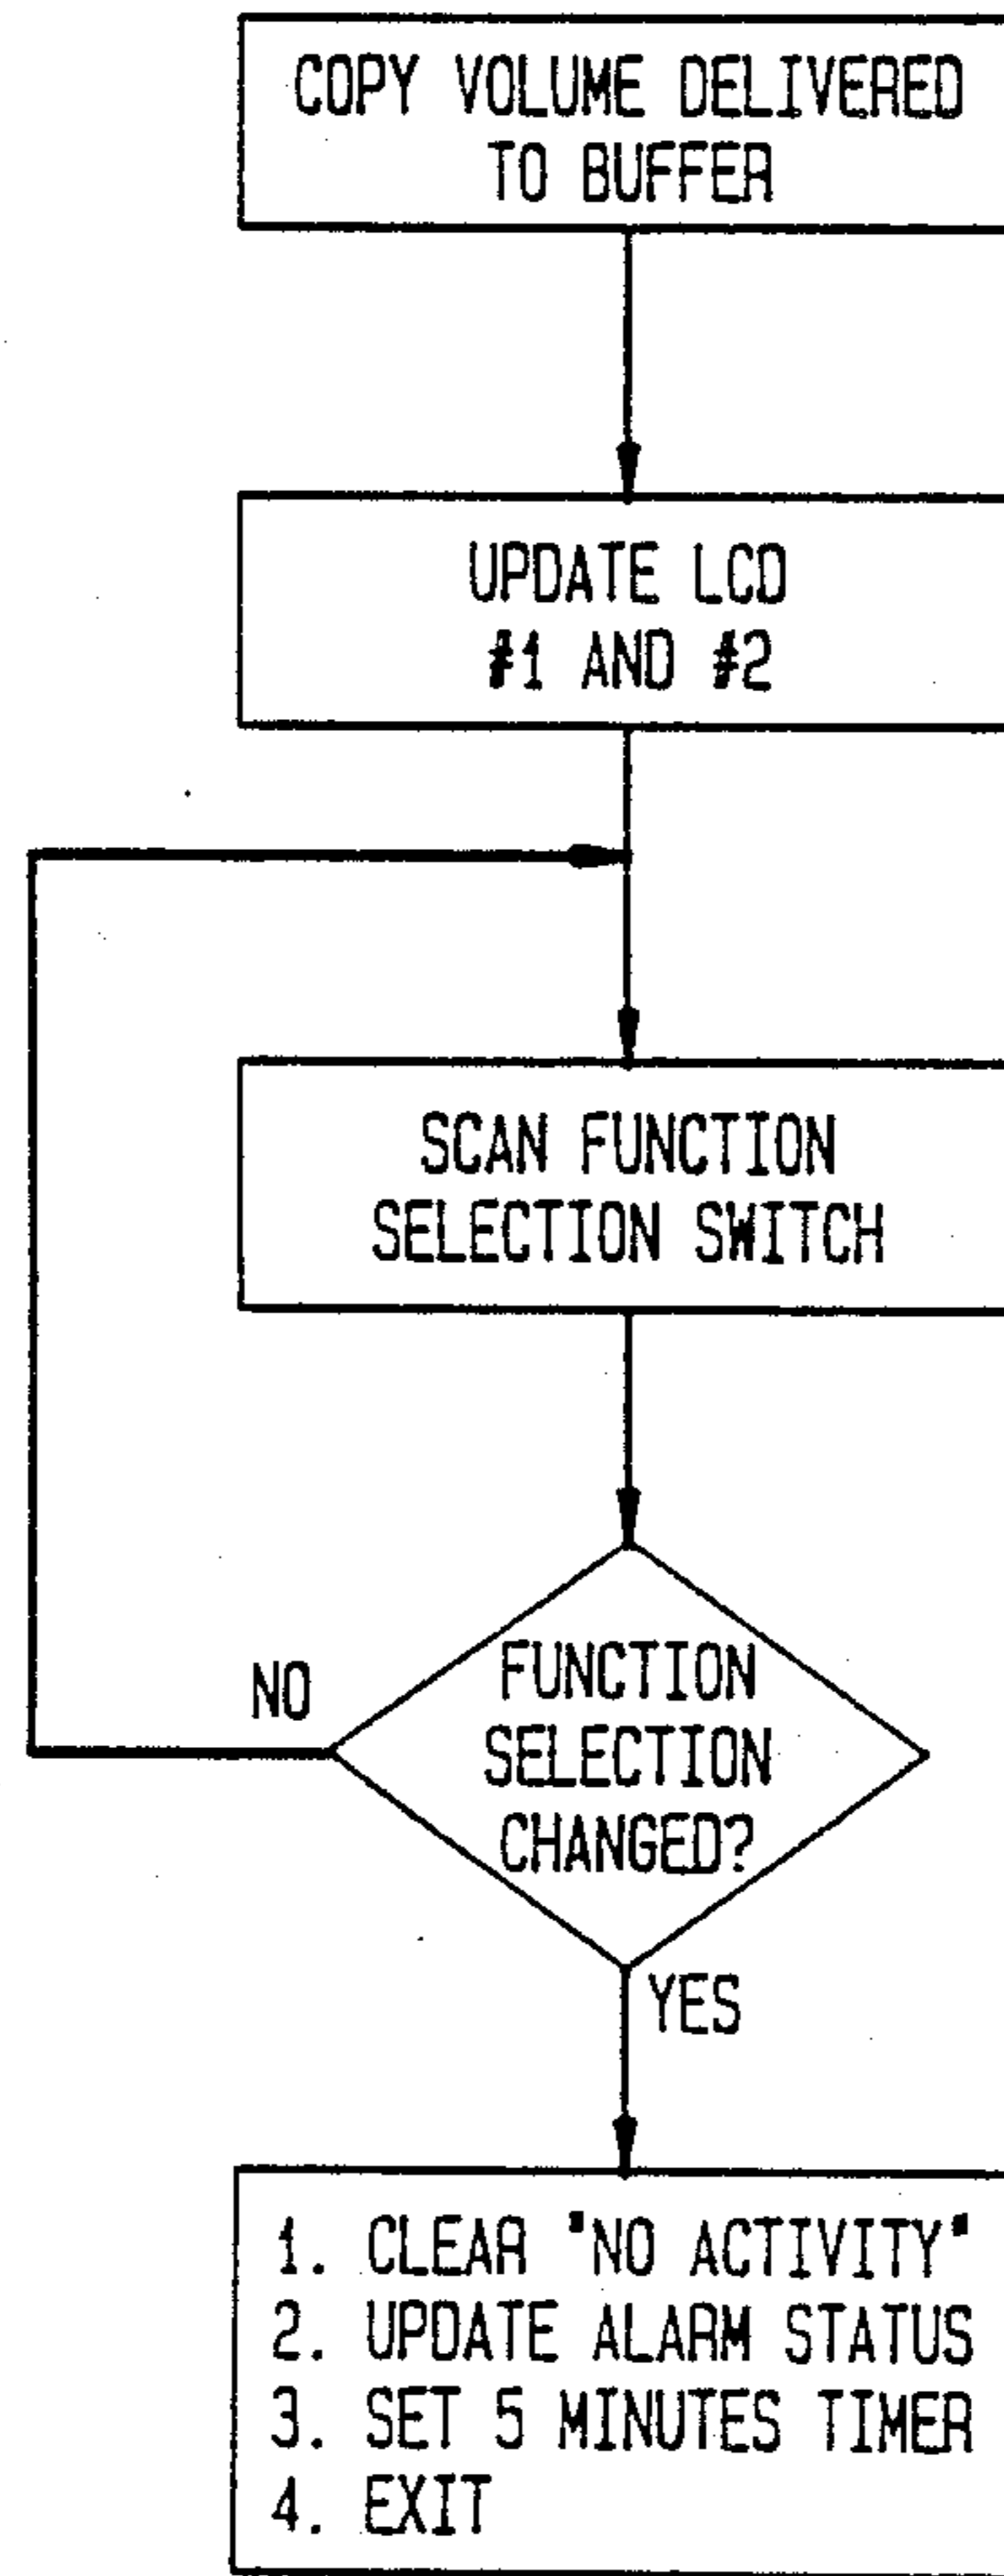 COPY VOLUME DELIVERED
TO BUFFER
UPDATE LCD
#1 AND #2
SCAN FUNCTION
SELECTION SWITCH
FUNCTION
SELECTION
CHANGED?
NO
YES
1. CLEAR "NO ACTIVITY"
2. UPDATE ALARM STATUS
3. SET 5 MINUTES TIMER
4. EXIT